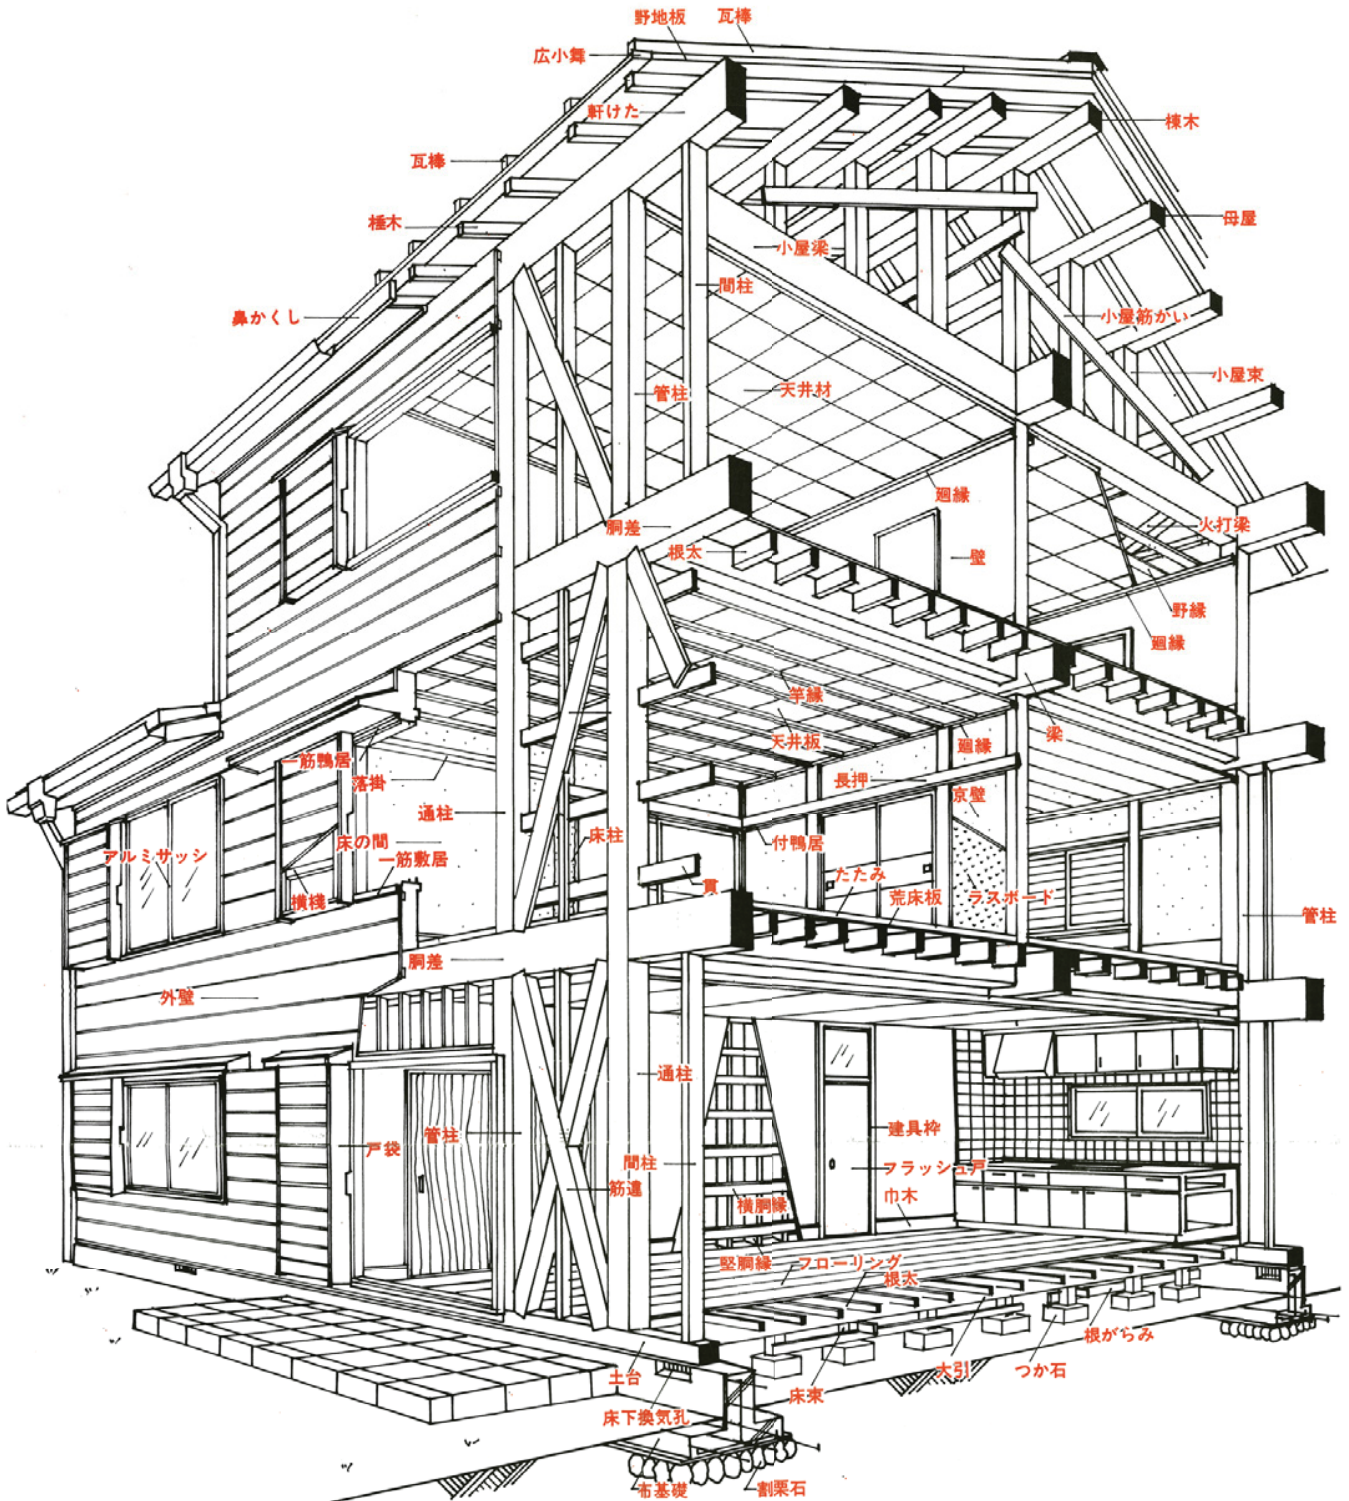 野地板
瓦棒
広小舞
軒けた
棟木
瓦棒
母屋
棰木
小屋梁
間柱
鼻かくし
小屋筋かい
小屋束
管柱
天井材
廻縁
火打梁
胴差
根太
壁
野縁
廻縁
竿縁
梁
天井板
廻縁
一筋鴨居
落掛
長押
京壁
通柱
床柱
付鴨居
床の間
アルミサッシ
一筋敷居
たたみ
貫
荒床板
ラスボード
横桟
管柱
胴差
外壁
通柱
建具枠
管柱
戸袋
間柱
フラッシュ戸
筋違
巾木
横胴縁
竪胴縁
フローリング
根太
根がらみ
土台
大引
つか石
床束
床下換気孔
布基礎
割栗石